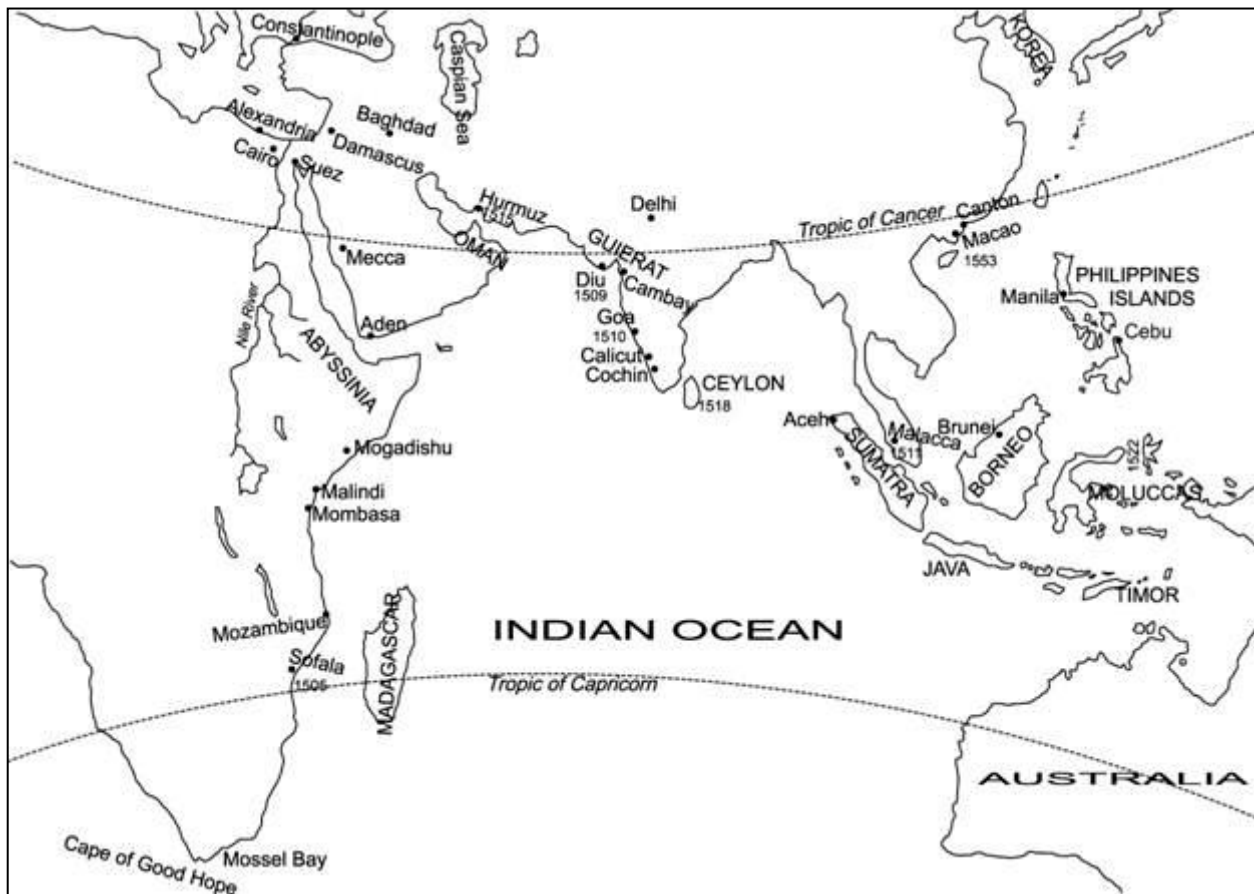 Constantinople
Caspian Sea
KOREA
Alexandria
Baghdad
Damascus
Cairo
Suez
Hurmuz
1515
Delhi
Tropic of Cancer
Canton
Macao
1553
OMAN
GUIERAT
Mecca
Diu
1509
Cambay
PHILIPPINES
ISLANDS
Manila
Nile River
Aden
Goa
1510
Cebu
ABYSSINIA
Calicut
Cochin
CEYLON
1518
Aceh
Malacca
1511
Brunei
SUMATRA
BORNEO
1522
MOLUCCAS
Mogadishu
Malindi
Mombasa
JAVA
TIMOR
Mozambique
MADAGASCAR
INDIAN OCEAN
Sofala
1505
Tropic of Capricorn
AUSTRALIA
Mossel Bay
Cape of Good Hope